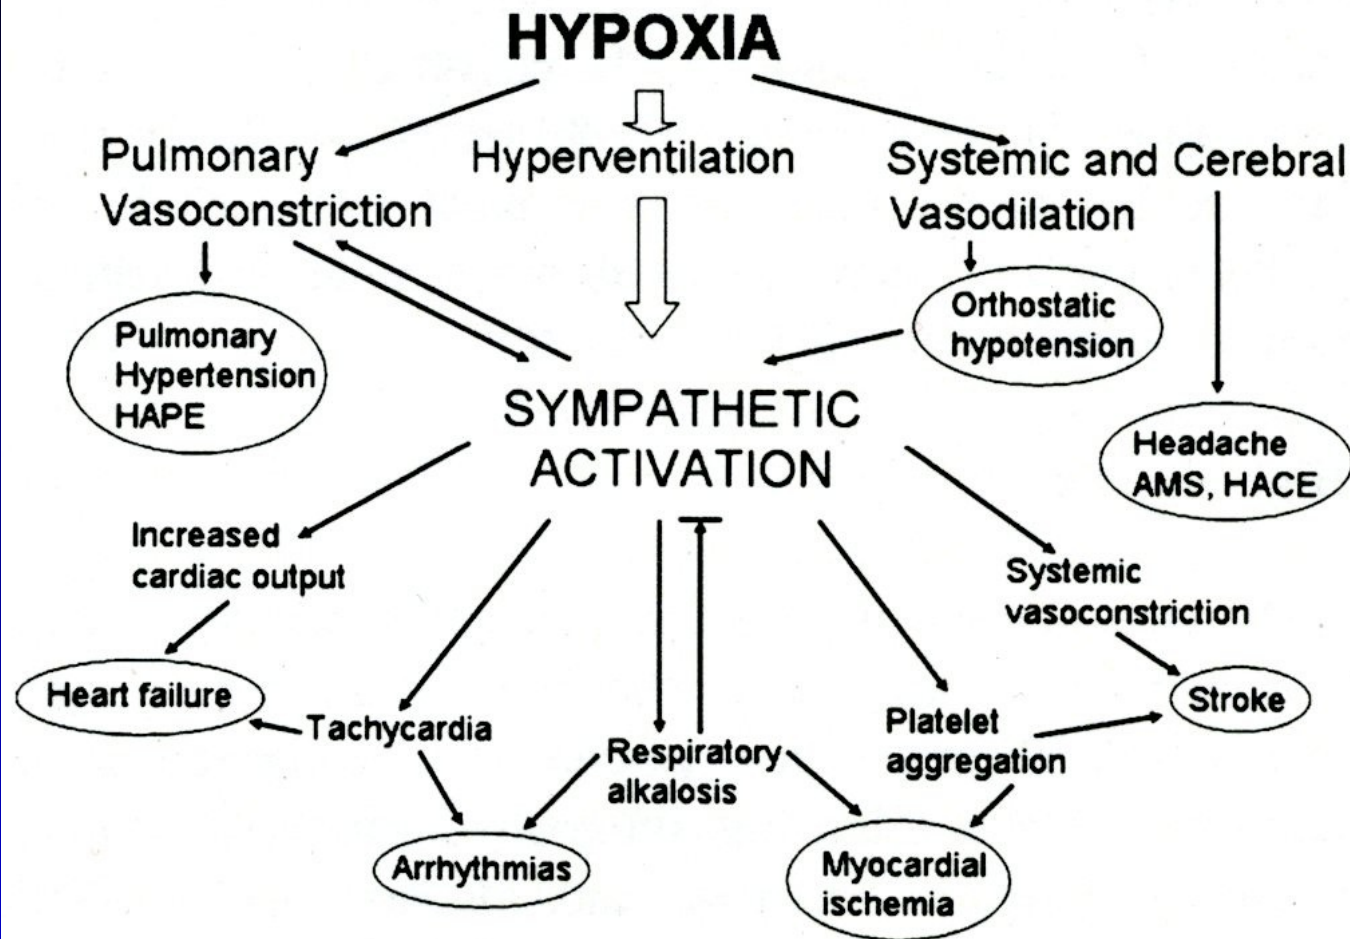 HYPOXIA
Pulmonary
Vasoconstriction
Hyperventilation
Systemic and Cerebral
Vasodilation
Pulmonary
Hypertension
HAPE
Orthostatic
hypotension
SYMPATHETIC
ACTIVATION
Headache
AMS, HACE
Increased
cardiac output
Systemic
vasoconstriction
Heart failure
Tachycardia
Respiratory
alkalosis
Platelet
aggregation
Stroke
Arrhythmias
Myocardial
ischemia